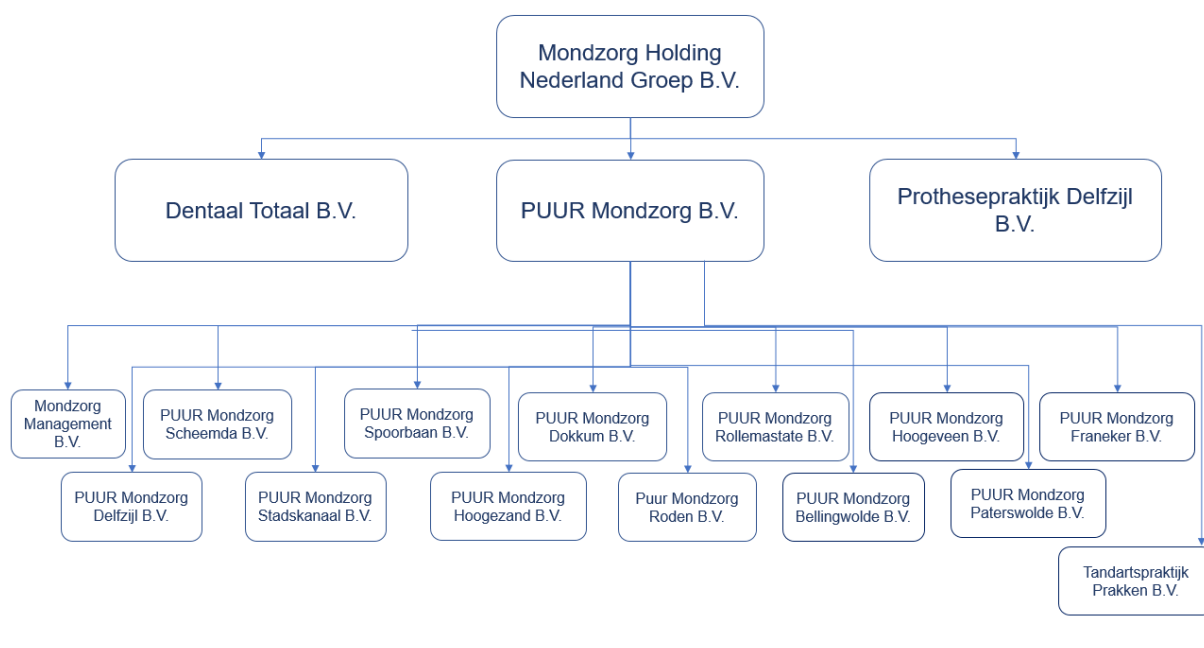 Mondzorg Holding
Nederland Groep B.V.
Dentaal Totaal B.V.
PUUR Mondzorg B.V.
Prothesepraktijk Delfzijl
B.V.
Mondzorg
Management
B.V.
PUUR Mondzorg
Scheemda B.V.
PUUR Mondzorg
Spoorbaan B.V.
PUUR Mondzorg
Dokkum B.V.
PUUR Mondzorg
Rollemastate B.V.
PUUR Mondzorg
Hoogeveen B.V.
PUUR Mondzorg
Franeker B.V.
PUUR Mondzorg
Delfzijl B.V.
PUUR Mondzorg
Stadskanaal B.V.
PUUR Mondzorg
Hoogezand B.V.
Puur Mondzorg
Roden B.V.
PUUR Mondzorg
Bellingwolde B.V.
PUUR Mondzorg
Paterswolde B.V.
Tandartspraktijk
Prakken B.V.